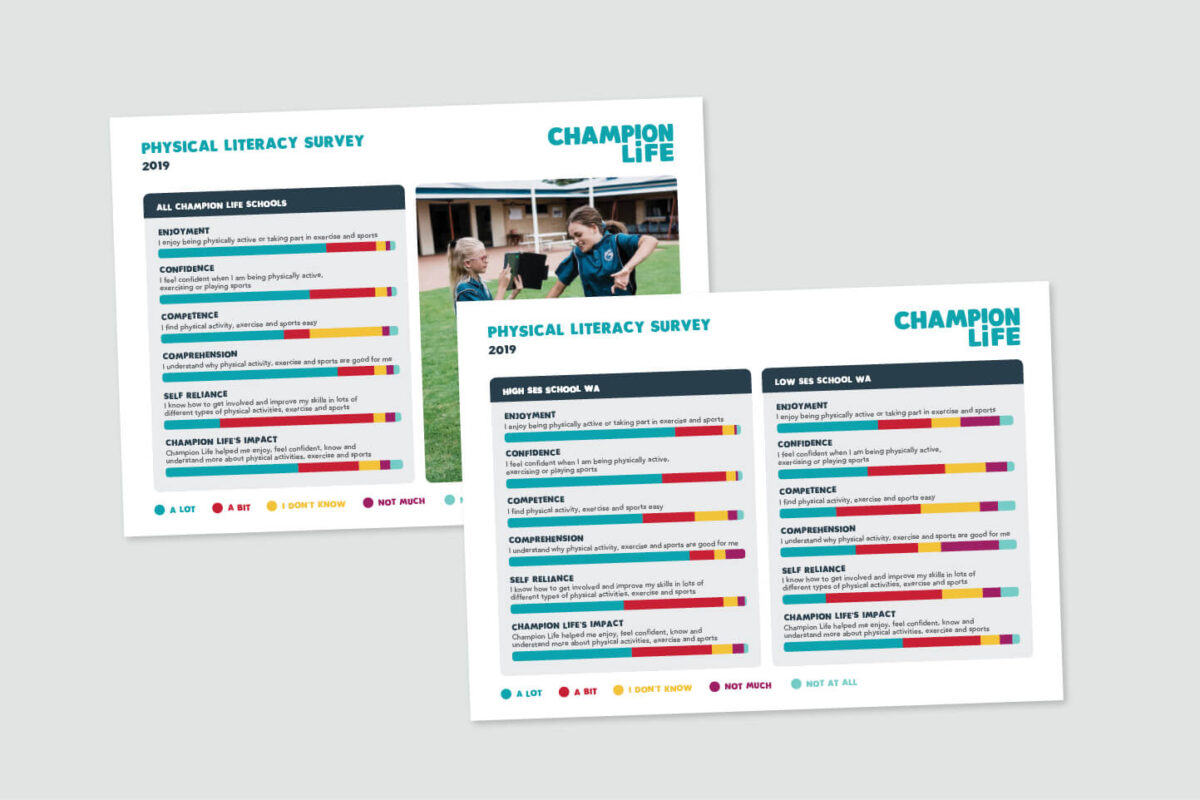 PHYSICAL LITERACY SURVEY
2019
CHAMPION
LiFE
ALL CHAMPION LIFE SCHOOLS
ENJOYMENT
I enjoy being physically active or taking part in exercise and sports
CONFIDENCE
I feel confident when I am being physically active,
exercising or playing sports
COMPETENCE
I find physical activity, exercise and sports easy
COMPREHENSION
I understand why physical activity, exercise and sports are good for me
SELF RELIANCE
I know how to get involved and improve my skills in lots of
different types of physical activities, exercise and sports
CHAMPION LIFE'S IMPACT
Champion Life helped me enjoy, feel confident, know and
understand more about physical activities, exercise and sports
A LOT A BIT I DON'T KNOW NOT MUCH
PHYSICAL LITERACY SURVEY
2019
CHAMPION
LiFE
HIGH SES SCHOOL WA
ENJOYMENT
I enjoy being physically active or taking part in exercise and sports
CONFIDENCE
I feel confident when I am being physically active,
exercising or playing sports
COMPETENCE
I find physical activity, exercise and sports easy
COMPREHENSION
I understand why physical activity, exercise and sports are good for me
SELF RELIANCE
I know how to get involved and improve my skills in lots of
different types of physical activities, exercise and sports
CHAMPION LIFE'S IMPACT
Champion Life helped me enjoy, feel confident, know and
understand more about physical activities, exercise and sports
LOW SES SCHOOL WA
ENJOYMENT
I enjoy being physically active or taking part in exercise and sports
CONFIDENCE
I feel confident when I am being physically active,
exercising or playing sports
COMPETENCE
I find physical activity, exercise and sports easy
COMPREHENSION
I understand why physical activity, exercise and sports are good for me
SELF RELIANCE
I know how to get involved and improve my skills in lots of
different types of physical activities, exercise and sports
CHAMPION LIFE'S IMPACT
Champion Life helped me enjoy, feel confident, know and
understand more about physical activities, exercise and sports
A LOT A BIT I DON'T KNOW NOT MUCH NOT AT ALL